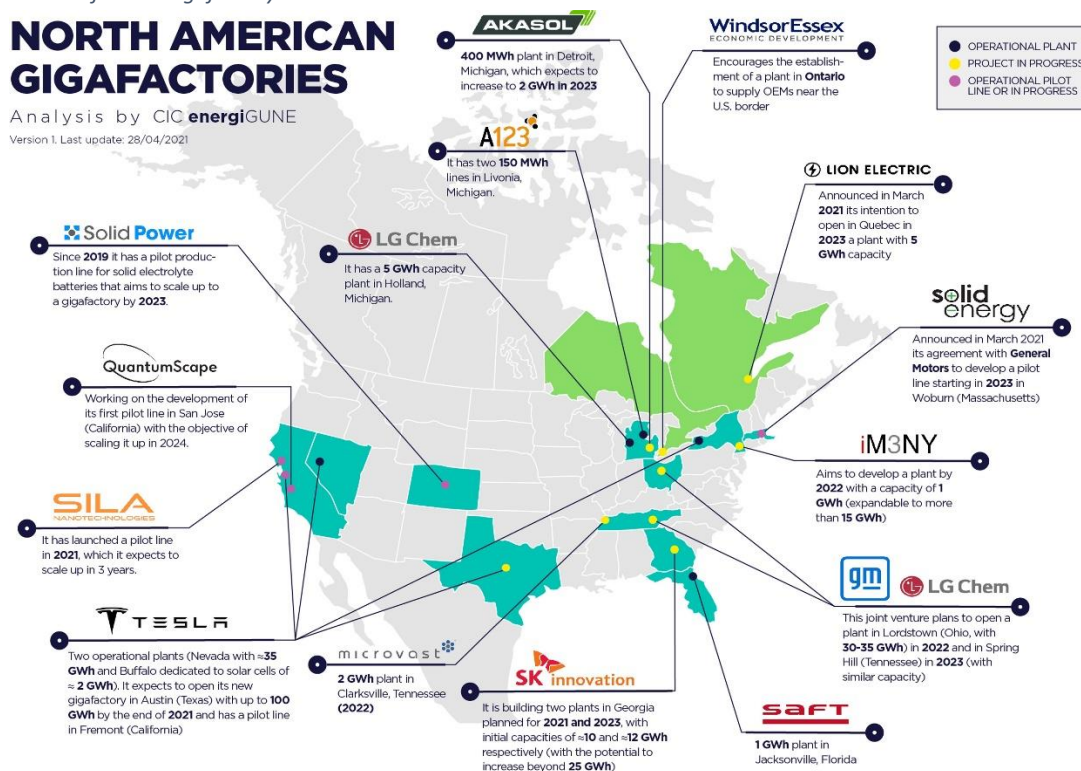 NORTH AMERICAN
GIGAFACTORIES
Analysis by CIC energiGUNE
Version 1. Last update: 28/04/2021
AKASOL
400 MWh plant in Detroit,
Michigan, which expects to
increase to 2 GWh in 2023
WindsorEssex
ECONOMIC DEVELOPMENT
Encourages the establish-
ment of a plant in Ontario
to supply OEMs near the
U.S. border
OPERATIONAL PLANT
PROJECT IN PROGRESS
OPERATIONAL PILOT
LINE OR IN PROGRESS
A123
It has two 150 MWh
lines in Livonia,
Michigan.
LION ELECTRIC
Announced in March
2021 its intention to
open in Quebec in
2023 a plant with 5
GWh capacity
Solid Power
Since 2019 it has a pilot produc-
tion line for solid electrolyte
batteries that aims to scale up to
a gigafactory by 2023.
LG Chem
It has a 5 GWh capacity
plant in Holland,
Michigan.
solid
energy
Announced in March 2021
its agreement with General
Motors to develop a pilot
line starting in 2023 in
Woburn (Massachusetts)
QuantumScape
Working on the development of
its first pilot line in San Jose
(California) with the objective of
scaling it up in 2024.
iM3NY
Aims to develop a plant by
2022 with a capacity of 1
GWh (expandable to more
than 15 GWh)
SILA
NANOTECHNOLOGIES
It has launched a pilot line
in 2021, which it expects to
scale up in 3 years.
gm
LG Chem
This joint venture plans to open a
plant in Lordstown (Ohio, with
30-35 GWh) in 2022 and in Spring
Hill (Tennessee) in 2023 (with
similar capacity)
TESLA
Two operational plants (Nevada with ≈35
GWh and Buffalo dedicated to solar cells of
≈ 2 GWh). It expects to open its new
gigafactory in Austin (Texas) with up to 100
GWh by the end of 2021 and has a pilot line
in Fremont (California)
microvast
2 GWh plant in
Clarksville, Tennessee
(2022)
SK innovation
It is building two plants in Georgia
planned for 2021 and 2023, with
initial capacities of ≈10 and ≈12 GWh
respectively (with the potential to
increase beyond 25 GWh)
saft
1 GWh plant in
Jacksonville, Florida